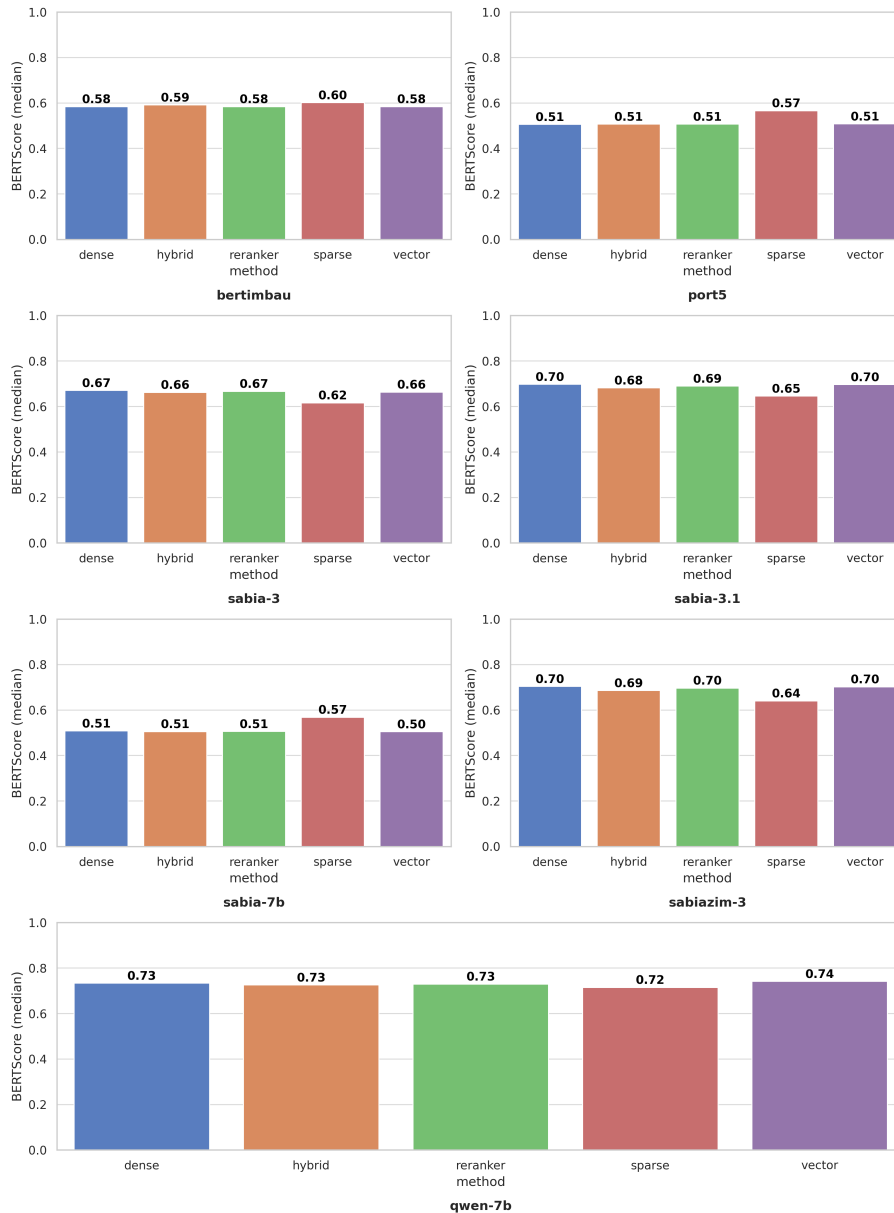 1.0
0.8
0.6
0.4
0.2
0.0
BERTScore (median)
0.58 0.59 0.58 0.60 0.58
dense hybrid reranker sparse vector
method
bertimbau
1.0
0.8
0.6
0.4
0.2
0.0
BERTScore (median)
0.51 0.51 0.51 0.57 0.51
dense hybrid reranker sparse vector
method
port5
1.0
0.8
0.6
0.4
0.2
0.0
BERTScore (median)
0.67 0.66 0.67 0.62 0.66
dense hybrid reranker sparse vector
method
sabia-3
1.0
0.8
0.6
0.4
0.2
0.0
BERTScore (median)
0.70 0.68 0.69 0.65 0.70
dense hybrid reranker sparse vector
method
sabia-3.1
1.0
0.8
0.6
0.4
0.2
0.0
BERTScore (median)
0.51 0.51 0.51 0.57 0.50
dense hybrid reranker sparse vector
method
sabia-7b
1.0
0.8
0.6
0.4
0.2
0.0
BERTScore (median)
0.70 0.69 0.70 0.64 0.70
dense hybrid reranker sparse vector
method
sabiazim-3
1.0
0.8
0.6
0.4
0.2
0.0
BERTScore (median)
0.73 0.73 0.73 0.72 0.74
dense hybrid reranker sparse vector
method
qwen-7b